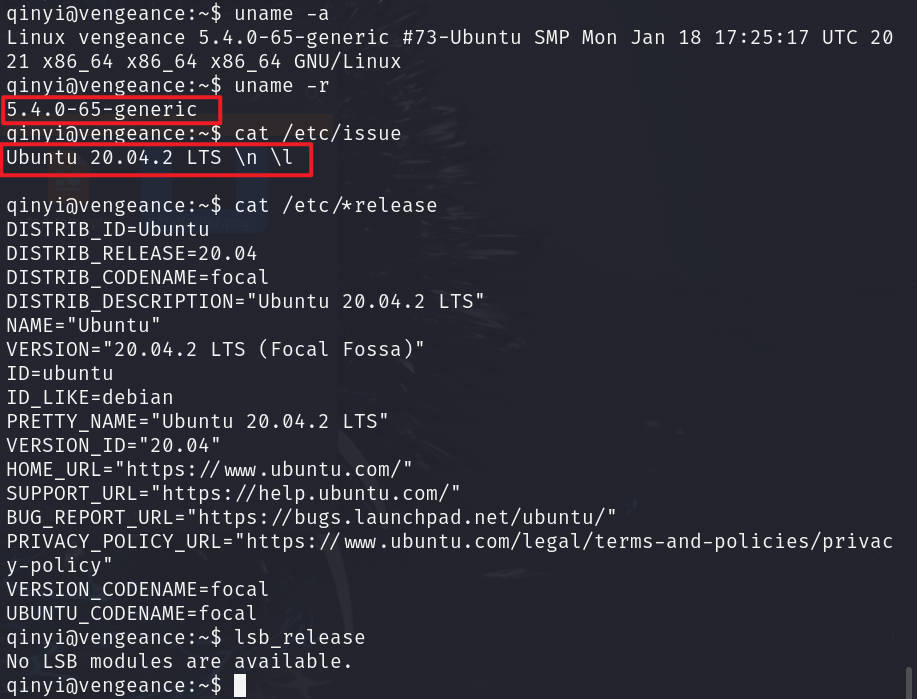 qinyi@vengeance:~$ uname -a
Linux vengeance 5.4.0-65-generic #73-Ubuntu SMP Mon Jan 18 17:25:17 UTC 20
21 x86_64 x86_64 x86_64 GNU/Linux
qinyi@vengeance:~$ uname -r
5.4.0-65-generic
qinyi@vengeance:~$ cat /etc/issue
Ubuntu 20.04.2 LTS \n \l
qinyi@vengeance:~$ cat /etc/*release
DISTRIB_ID=Ubuntu
DISTRIB_RELEASE=20.04
DISTRIB_CODENAME=focal
DISTRIB_DESCRIPTION="Ubuntu 20.04.2 LTS"
NAME="Ubuntu"
VERSION="20.04.2 LTS (Focal Fossa)"
ID=ubuntu
ID_LIKE=debian
PRETTY_NAME="Ubuntu 20.04.2 LTS"
VERSION_ID="20.04"
HOME_URL="https://www.ubuntu.com/"
SUPPORT_URL="https://help.ubuntu.com/"
BUG_REPORT_URL="https://bugs.launchpad.net/ubuntu/"
PRIVACY_POLICY_URL="https://www.ubuntu.com/legal/terms-and-policies/privac
y-policy"
VERSION_CODENAME=focal
UBUNTU_CODENAME=focal
qinyi@vengeance:~$ lsb_release
No LSB modules are available.
qinyi@vengeance:~$